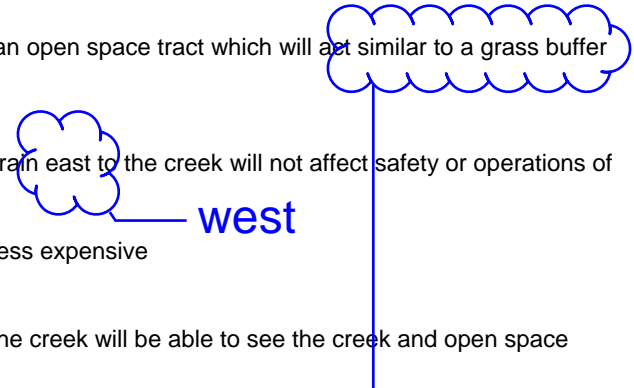 an open space tract which will act similar to a grass buffer
rain east to the creek will not affect safety or operations of
west
ess expensive
he creek will be able to see the creek and open space